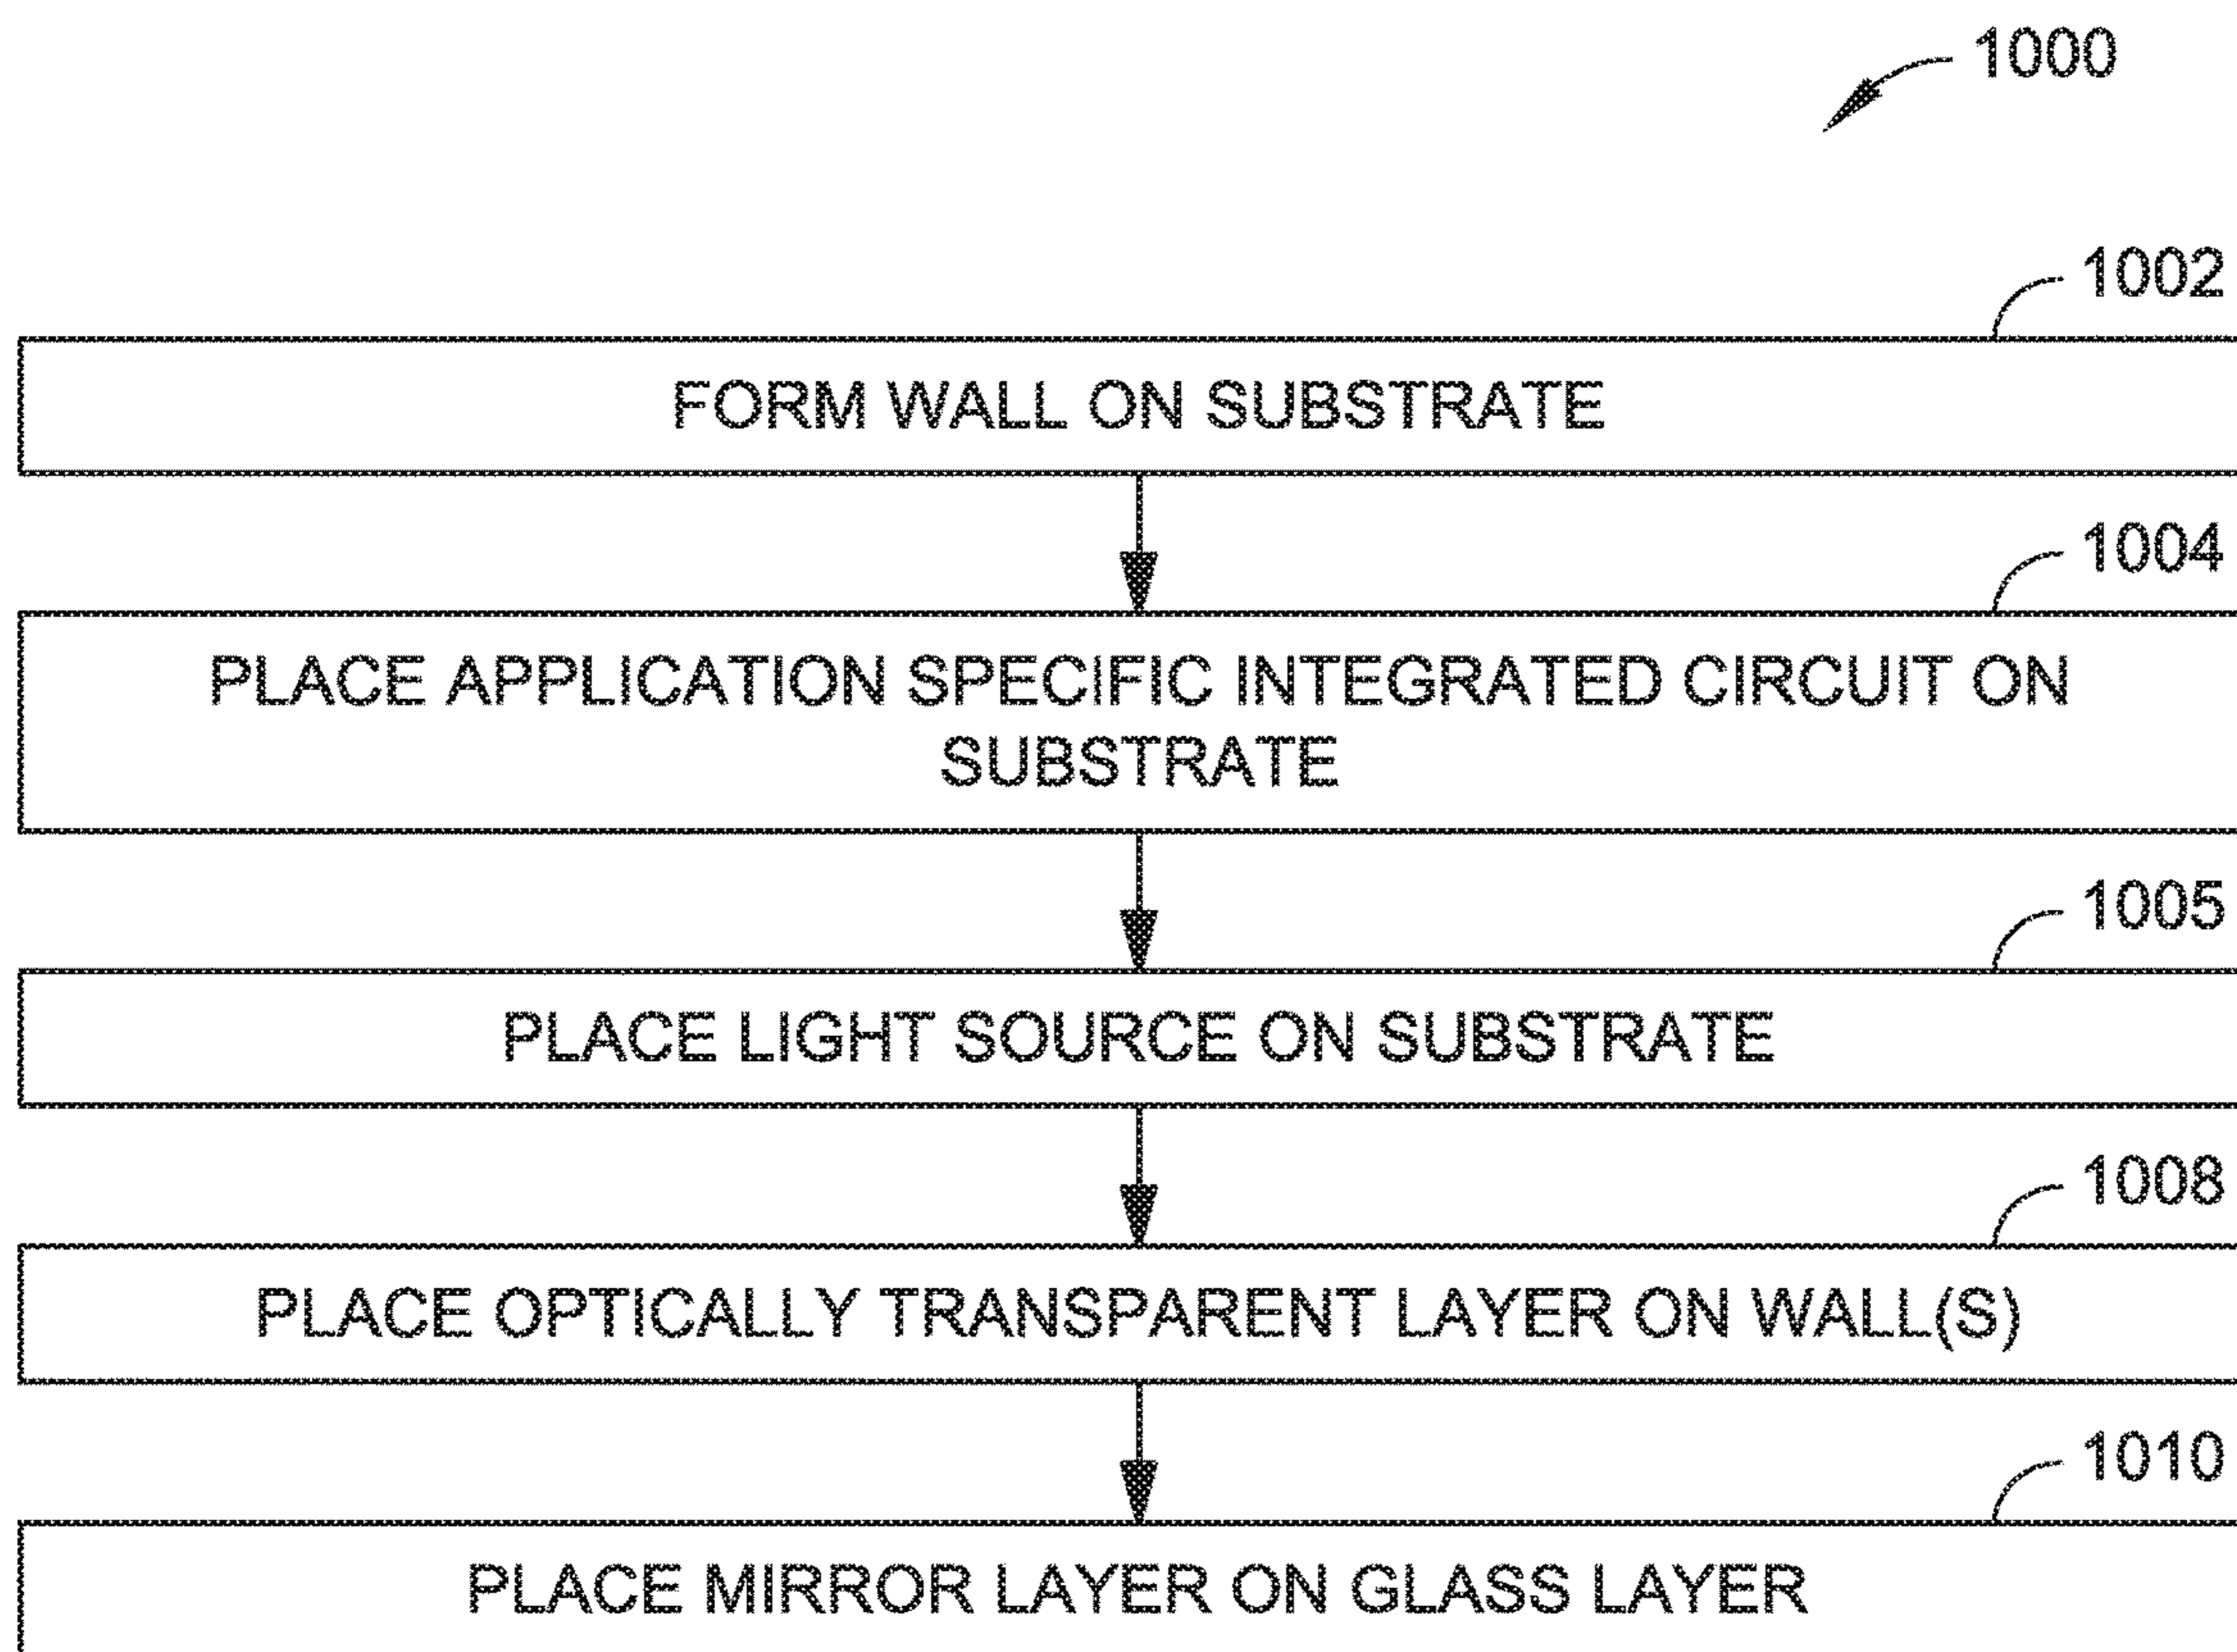 1000
1002
FORM WALL ON SUBSTRATE
1004
PLACE APPLICATION SPECIFIC INTEGRATED CIRCUIT ON
SUBSTRATE
1005
PLACE LIGHT SOURCE ON SUBSTRATE
1008
PLACE OPTICALLY TRANSPARENT LAYER ON WALL(S)
1010
PLACE MIRROR LAYER ON GLASS LAYER